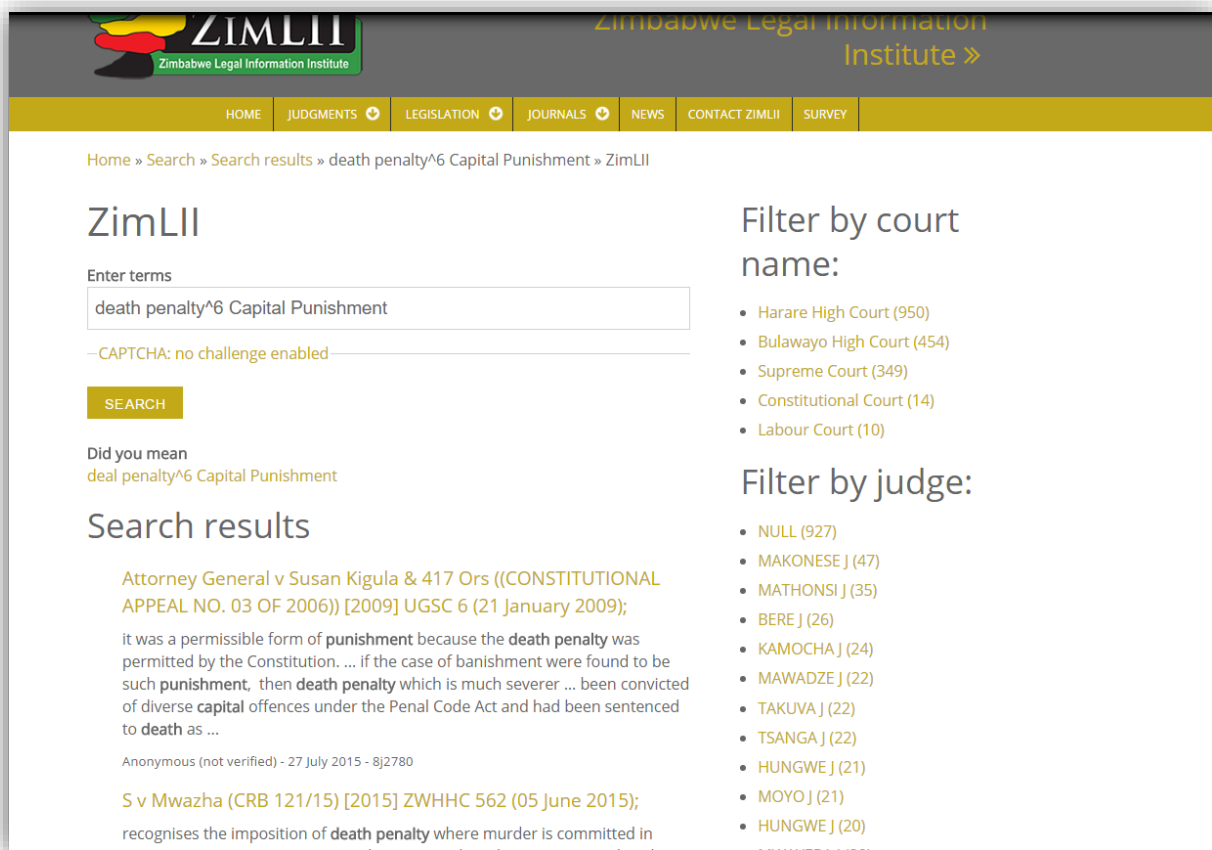 ZIMLII
Zimbabwe Legal Information Institute
Zimbabwe Legal Information
Institute »
HOME
JUDGMENTS
LEGISLATION
JOURNALS
NEWS
CONTACT ZIMLII
SURVEY
Home » Search » Search results » death penalty^6 Capital Punishment » ZimLII
ZimLII
Enter terms
death penalty^6 Capital Punishment
CAPTCHA: no challenge enabled
SEARCH
Did you mean
deal penalty^6 Capital Punishment
Search results
Attorney General v Susan Kigula & 417 Ors ((CONSTITUTIONAL
APPEAL NO. 03 OF 2006)) [2009] UGSC 6 (21 January 2009);
it was a permissible form of punishment because the death penalty was
permitted by the Constitution. ... if the case of banishment were found to be
such punishment,  then death penalty which is much severer ... been convicted
of diverse capital offences under the Penal Code Act and had been sentenced
to death as ...
Anonymous (not verified) - 27 July 2015 - 8j2780
S v Mwazha (CRB 121/15) [2015] ZWHHC 562 (05 June 2015);
recognises the imposition of death penalty where murder is committed in
Filter by court
name:
Harare High Court (950)
Bulawayo High Court (454)
Supreme Court (349)
Constitutional Court (14)
Labour Court (10)
Filter by judge:
NULL (927)
MAKONESE J (47)
MATHONSI J (35)
BERE J (26)
KAMOCHA J (24)
MAWADZE J (22)
TAKUVA J (22)
TSANGA J (22)
HUNGWE J (21)
MOYO J (21)
HUNGWE J (20)